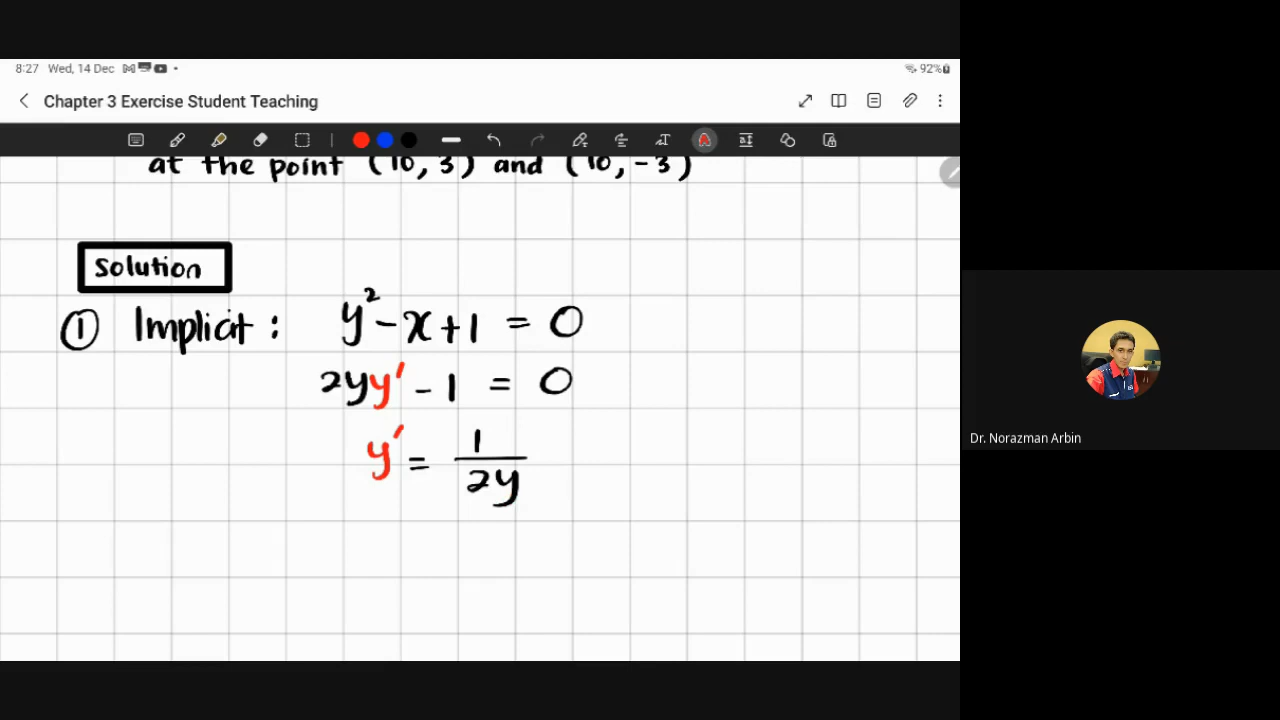 8:27 Wed, 14 Dec
92%
Chapter 3 Exercise Student Teaching
at the point (10, 3) and (10, -3)
Solution
① Implicit : y² - x + 1 = 0
2yy' - 1 = 0
y' = 1/2y
Dr. Norazman Arbin